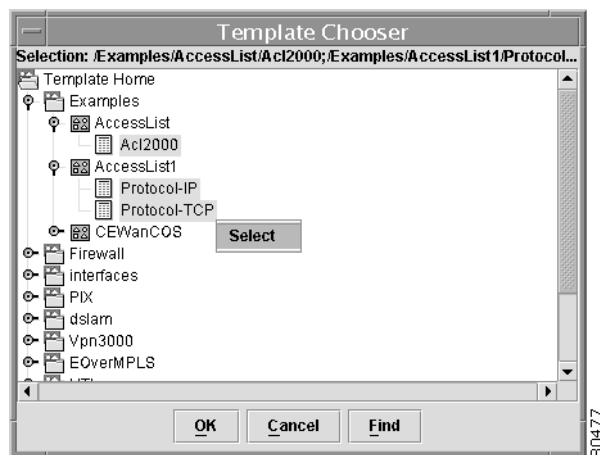 Template Chooser
Selection: /Examples/AccessList/Acl2000;/Examples/AccessList1/Protocol...
Template Home
Examples
AccessList
Acl2000
AccessList1
Protocol-IP
Protocol-TCP
CEWanCOS
Select
Firewall
interfaces
PIX
dslam
Vpn3000
EOverMPLS
OK Cancel Find
80477